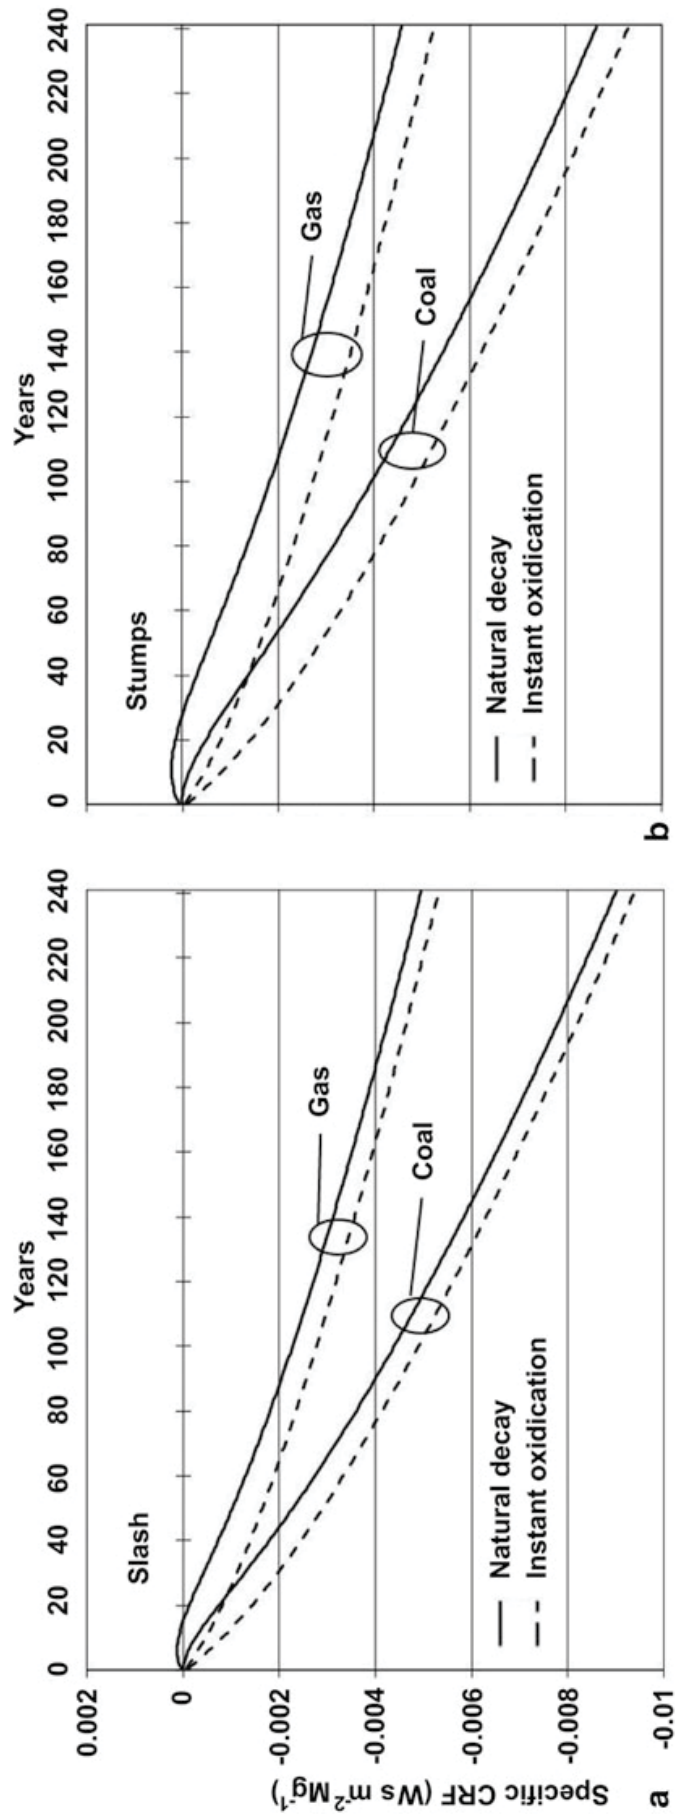 Years
0 20 40 60 80 100 120 140 160 180 200 220 240
Slash
Gas
Coal
Natural decay
Instant oxidication
0.002
0
-0.002
-0.004
-0.006
-0.008
-0.01
Specific CRF (W s m-2 Mg-1)
a
Years
0 20 40 60 80 100 120 140 160 180 200 220 240
Stumps
Gas
Coal
Natural decay
Instant oxidication
b